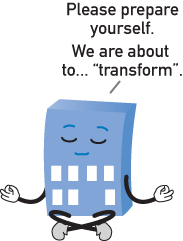 Please prepare
yourself.
We are about
to... “transform”.